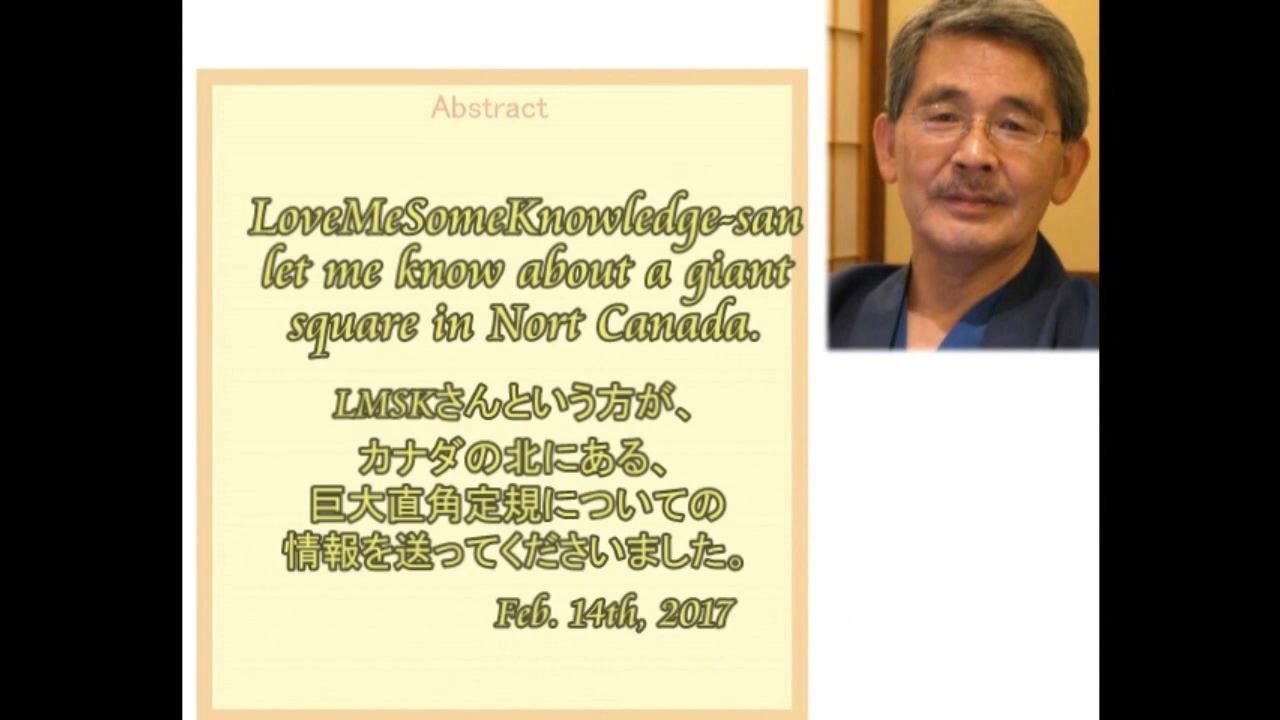 Abstract
LoveMeSomeKnowledge-san
let me know about a giant
square in Nort Canada.
LMSKさんという方が、
カナダの北にある、
巨大直角定規についての
情報を送ってくださいました。
Feb. 14th, 2017